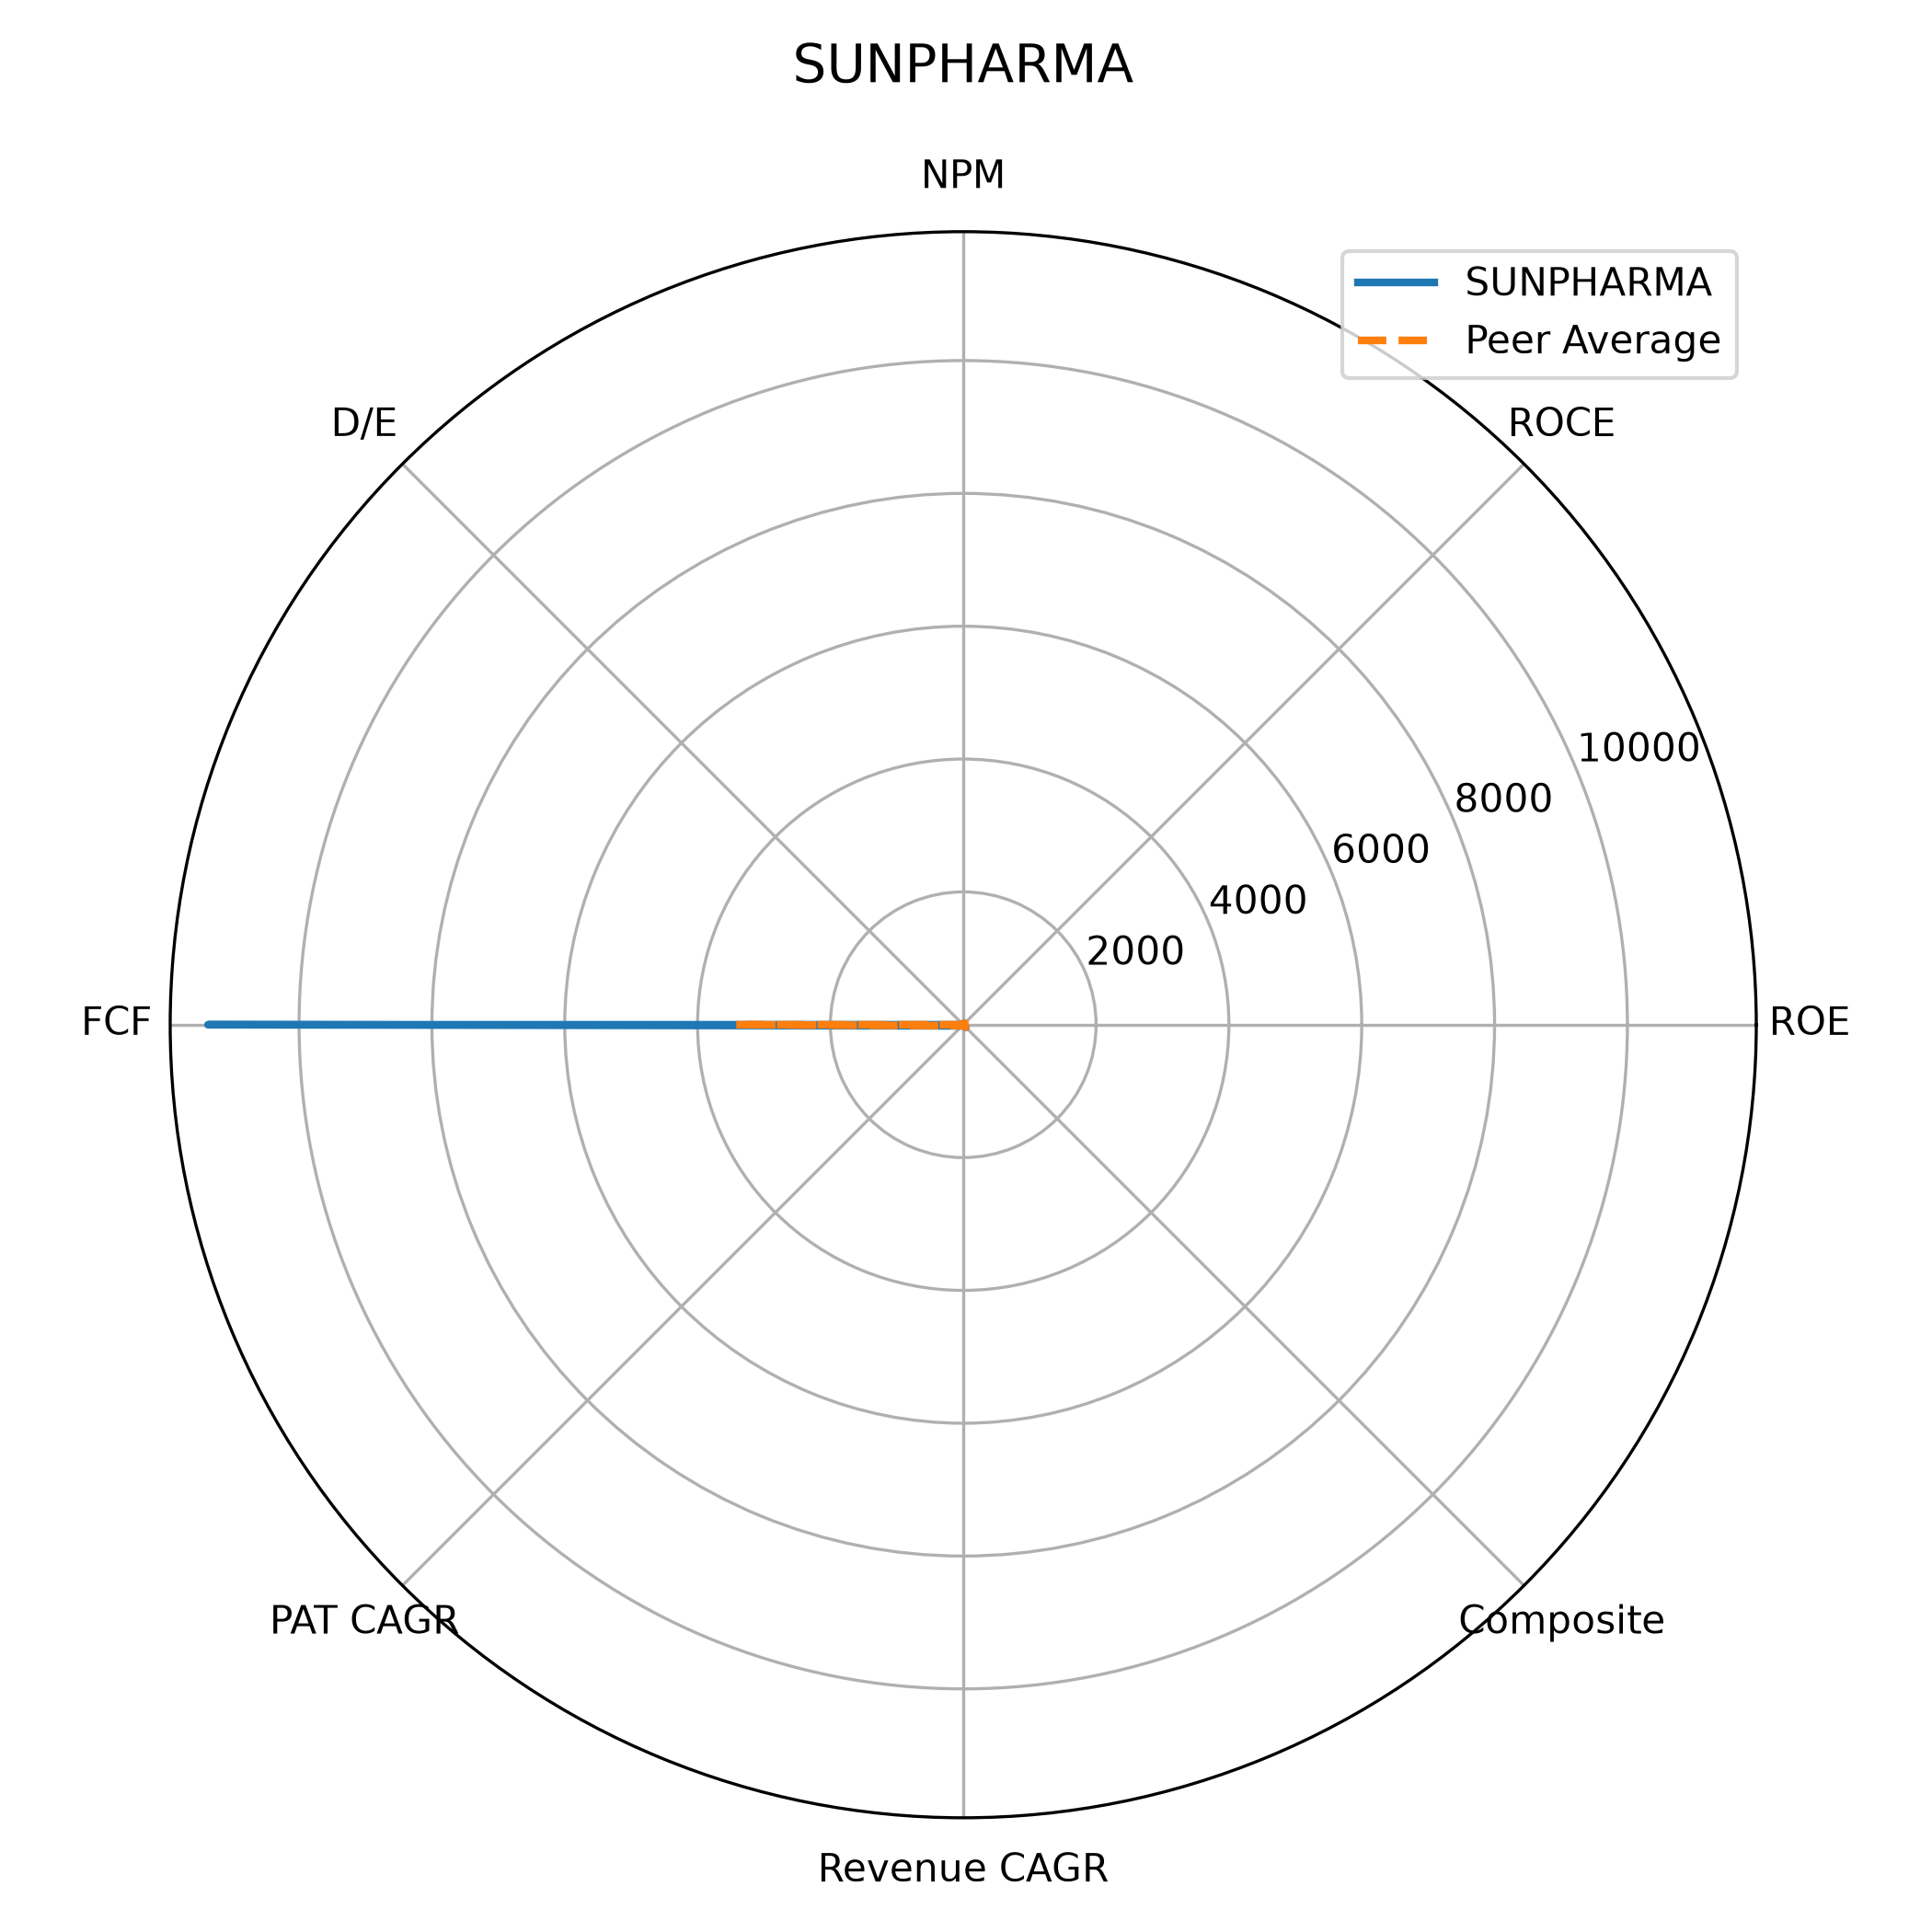 SUNPHARMA
NPM
SUNPHARMA
Peer Average
D/E
ROCE
10000
8000
6000
4000
2000
FCF
ROE
PAT CAGR
Composite
Revenue CAGR